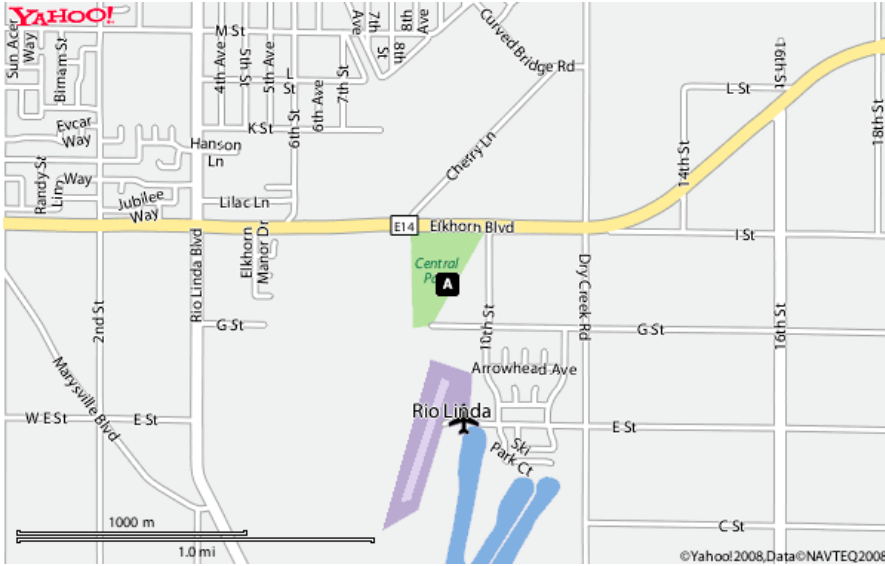 YAHOO!
Sun Acer
Way
Birnam St
M St
4th Ave
5th St
5th Ave
L
St
6th St
6th Ave
7th St
Ave
7th
St
8th
8th
Ave
Curved Bridge Rd
19th St
L St
18th St
Evcar
Way
K St
Hanson
Ln
Cherry Ln
14th St
Randy St
Linn
Way
Jubilee
Way
Lilac Ln
E14
Elkhorn Blvd
I St
Rio Linda Blvd
Elkhorn
Manor Dr
Central
A
Dry Creek Rd
2nd St
G St
10th St
G St
16th St
Marysville Blvd
Arrowhead Ave
Rio Linda
W E St
E St
E St
Ski
Park Ct
1000 m
1.0 mi
C St
©Yahoo!2008,Data©NAVTEQ2008